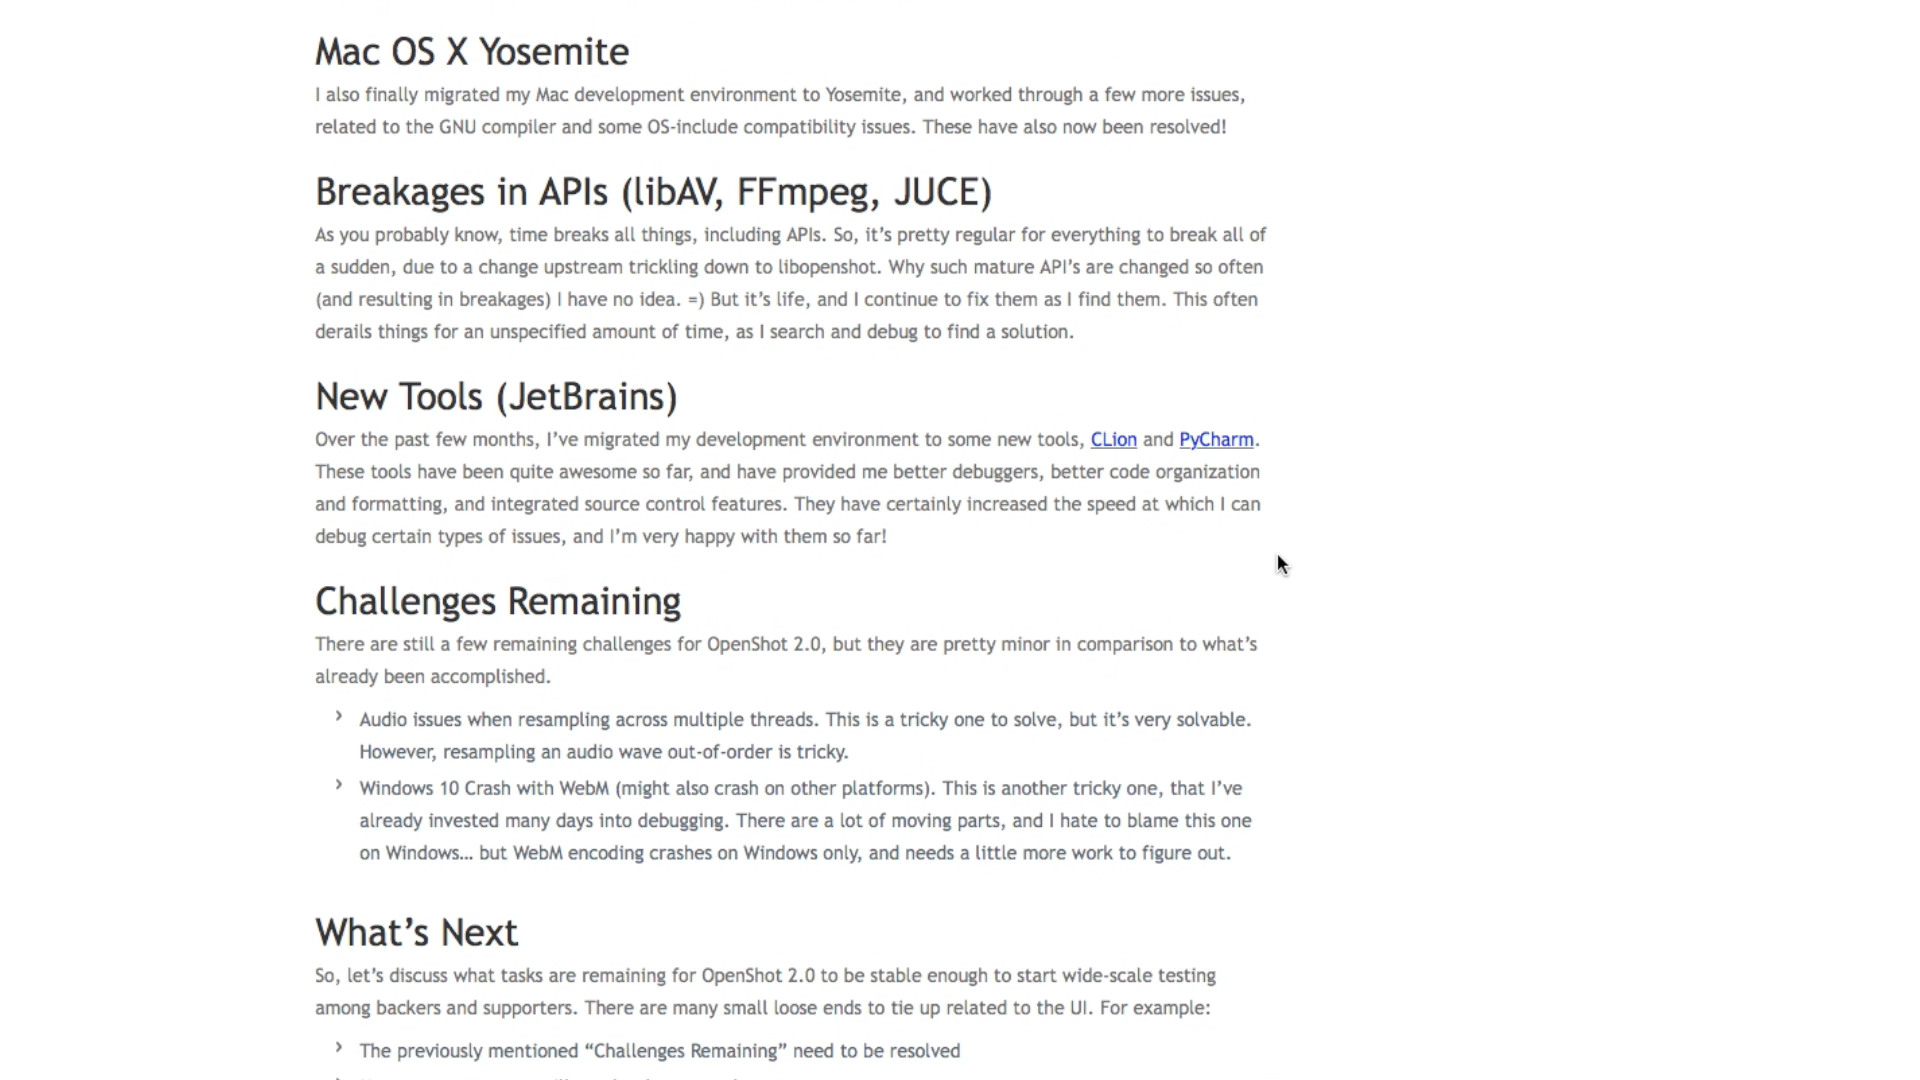 Mac OS X Yosemite
I also finally migrated my Mac development environment to Yosemite, and worked through a few more issues,
related to the GNU compiler and some OS-include compatibility issues. These have also now been resolved!
Breakages in APIs (libAV, FFmpeg, JUCE)
As you probably know, time breaks all things, including APIs. So, it’s pretty regular for everything to break all of
a sudden, due to a change upstream trickling down to libopenshot. Why such mature API’s are changed so often
(and resulting in breakages) I have no idea. =) But it’s life, and I continue to fix them as I find them. This often
derails things for an unspecified amount of time, as I search and debug to find a solution.
New Tools (JetBrains)
Over the past few months, I’ve migrated my development environment to some new tools, CLion and PyCharm.
These tools have been quite awesome so far, and have provided me better debuggers, better code organization
and formatting, and integrated source control features. They have certainly increased the speed at which I can
debug certain types of issues, and I’m very happy with them so far!
Challenges Remaining
There are still a few remaining challenges for OpenShot 2.0, but they are pretty minor in comparison to what’s
already been accomplished.
› Audio issues when resampling across multiple threads. This is a tricky one to solve, but it’s very solvable.
However, resampling an audio wave out-of-order is tricky.
› Windows 10 Crash with WebM (might also crash on other platforms). This is another tricky one, that I’ve
already invested many days into debugging. There are a lot of moving parts, and I hate to blame this one
on Windows… but WebM encoding crashes on Windows only, and needs a little more work to figure out.
What’s Next
So, let’s discuss what tasks are remaining for OpenShot 2.0 to be stable enough to start wide-scale testing
among backers and supporters. There are many small loose ends to tie up related to the UI. For example:
› The previously mentioned “Challenges Remaining” need to be resolved